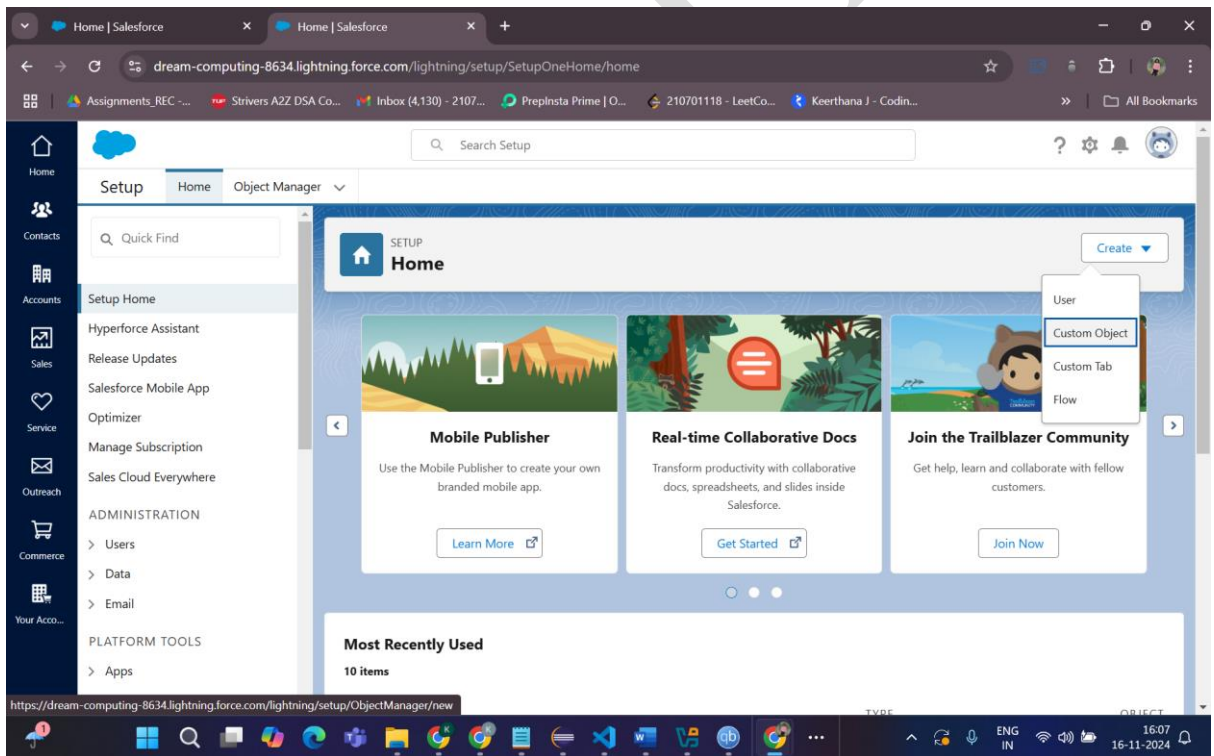 Home | Salesforce
Home | Salesforce
dream-computing-8634.lightning.force.com/lightning/setup/SetupOneHome/home
Assignments_REC -...
Strivers A2Z DSA Co...
Inbox (4,130) - 2107...
PrepInsta Prime | O...
210701118 - LeetCo...
Keerthana J - Codin...
All Bookmarks
Home
Contacts
Accounts
Sales
Service
Outreach
Commerce
Your Acco...
Search Setup
Setup
Home
Object Manager
Quick Find
Setup Home
Hyperforce Assistant
Release Updates
Salesforce Mobile App
Optimizer
Manage Subscription
Sales Cloud Everywhere
ADMINISTRATION
Users
Data
Email
PLATFORM TOOLS
Apps
SETUP
Home
Create
User
Custom Object
Custom Tab
Flow
Mobile Publisher
Use the Mobile Publisher to create your own
branded mobile app.
Learn More
Real-time Collaborative Docs
Transform productivity with collaborative
docs, spreadsheets, and slides inside
Salesforce.
Get Started
Join the Trailblazer Community
Get help, learn and collaborate with fellow
customers.
Join Now
Most Recently Used
10 items
TYPE
OBJECT
https://dream-computing-8634.lightning.force.com/lightning/setup/ObjectManager/new
1
ENG
IN
16:07
16-11-2024